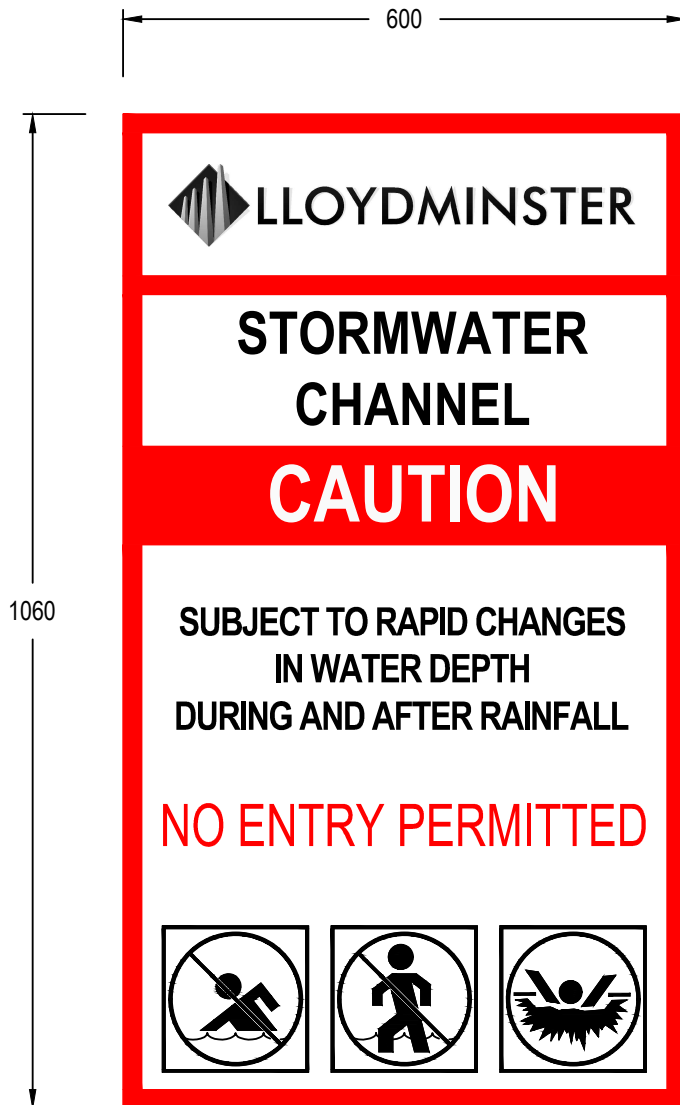 600
LLOYDMINSTER
STORMWATER
CHANNEL
CAUTION
1060
SUBJECT TO RAPID CHANGES
IN WATER DEPTH
DURING AND AFTER RAINFALL
NO ENTRY PERMITTED